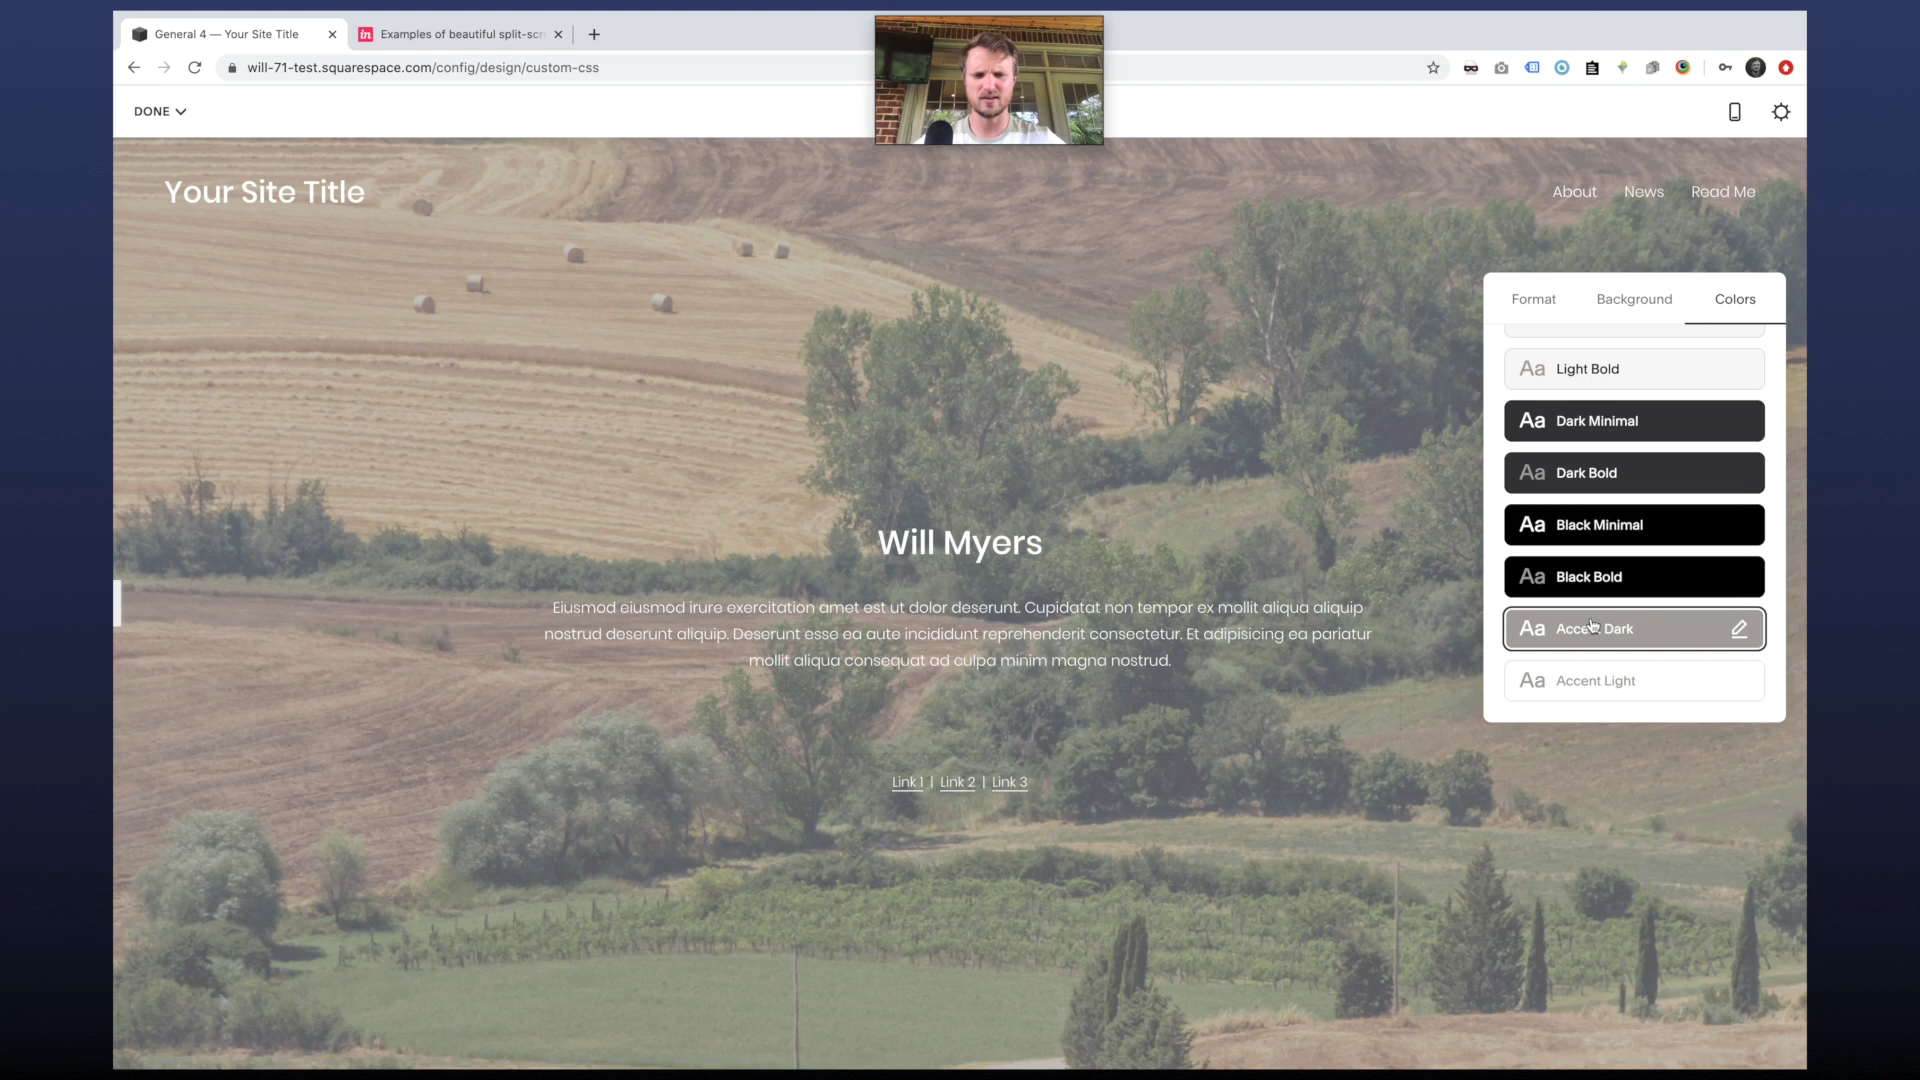 General 4 — Your Site Title
Examples of beautiful split-scr
will-71-test.squarespace.com/config/design/custom-css
DONE
Your Site Title
About News Read Me
Format Background Colors
Aa Light Bold
Aa Dark Minimal
Aa Dark Bold
Aa Black Minimal
Aa Black Bold
Aa Accent Dark
Aa Accent Light
Will Myers
Eiusmod eiusmod irure exercitation amet est ut dolor deserunt. Cupidatat non tempor ex mollit aliqua aliquip
nostrud deserunt aliquip. Deserunt esse ea aute incididunt reprehenderit consectetur. Et adipisicing ea pariatur
mollit aliqua consequat ad culpa minim magna nostrud.
Link 1 | Link 2 | Link 3